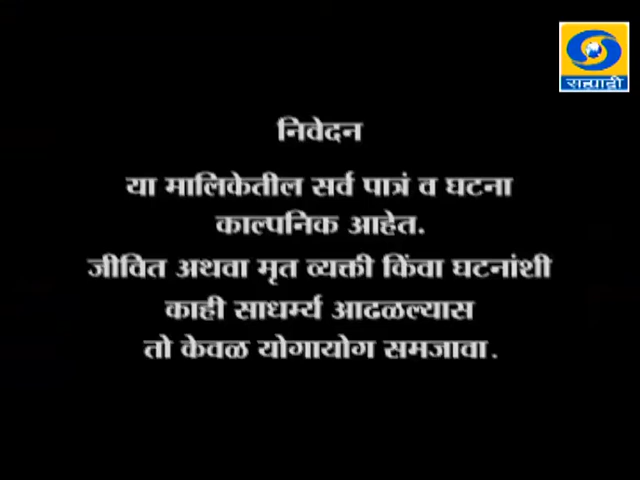 सह्याद्री
निवेदन
या मालिकेतील सर्व पात्रं व घटना
काल्पनिक आहेत.
जीवित अथवा मृत व्यक्ती किंवा घटनांशी
काही साधर्म्य आढळल्यास
तो केवळ योगायोग समजावा.